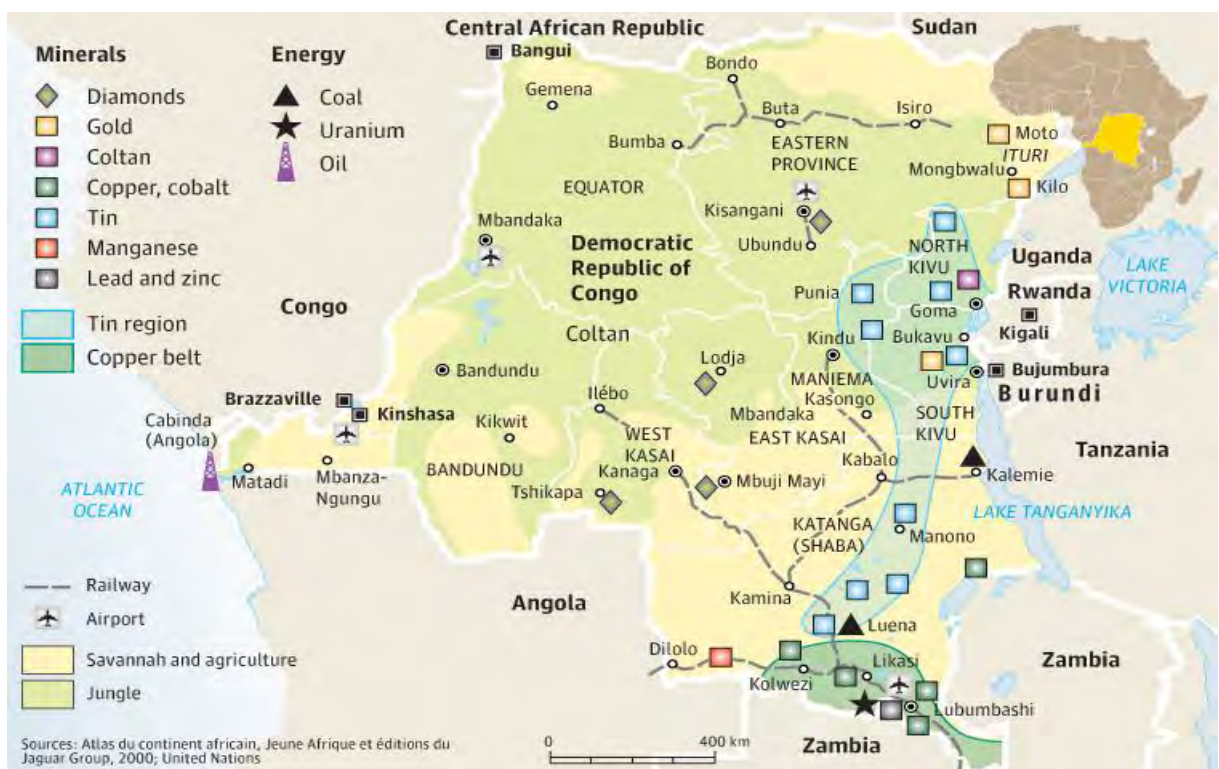 Minerals
Diamonds
Gold
Coltan
Copper, cobalt
Tin
Manganese
Lead and zinc
Tin region
Copper belt
Energy
Coal
Uranium
Oil
Central African Republic
Sudan
Bangui
Bondo
Gemena
Buta
Isiro
Moto
Bumba
EASTERN
PROVINCE
ITURI
Mongbwalu
Kilo
EQUATOR
Kisangani
Mbandaka
Ubundu
Democratic
Republic of
Congo
NORTH
KIVU
Uganda
LAKE
VICTORIA
Congo
Punia
Rwanda
Goma
Coltan
Kindu
Bukavu
Kigali
Lodja
Bandundu
MANIEMA
Uvira
Bujumbura
Burundi
Ilébo
Kasongo
Brazzaville
Kinshasa
Mbandaka
Cabinda
(Angola)
Kikwit
WEST
KASAI
EAST KASAI
SOUTH
KIVU
Tanzania
Kanaga
Kabalo
Kalemie
BANDUNDU
Matadi
Mbanza-
Ngungu
Tshikapa
Mbuji Mayi
ATLANTIC
OCEAN
LAKE TANGANYIKA
KATANGA
(SHABA)
Manono
Railway
Airport
Savannah and agriculture
Jungle
Angola
Kamina
Luena
Dilolo
Kolwezi
Likasi
Zambia
Lubumbashi
Zambia
Sources: Atlas du continent africain, Jeune Afrique et éditions du
Jaguar Group, 2000; United Nations
0 400 km